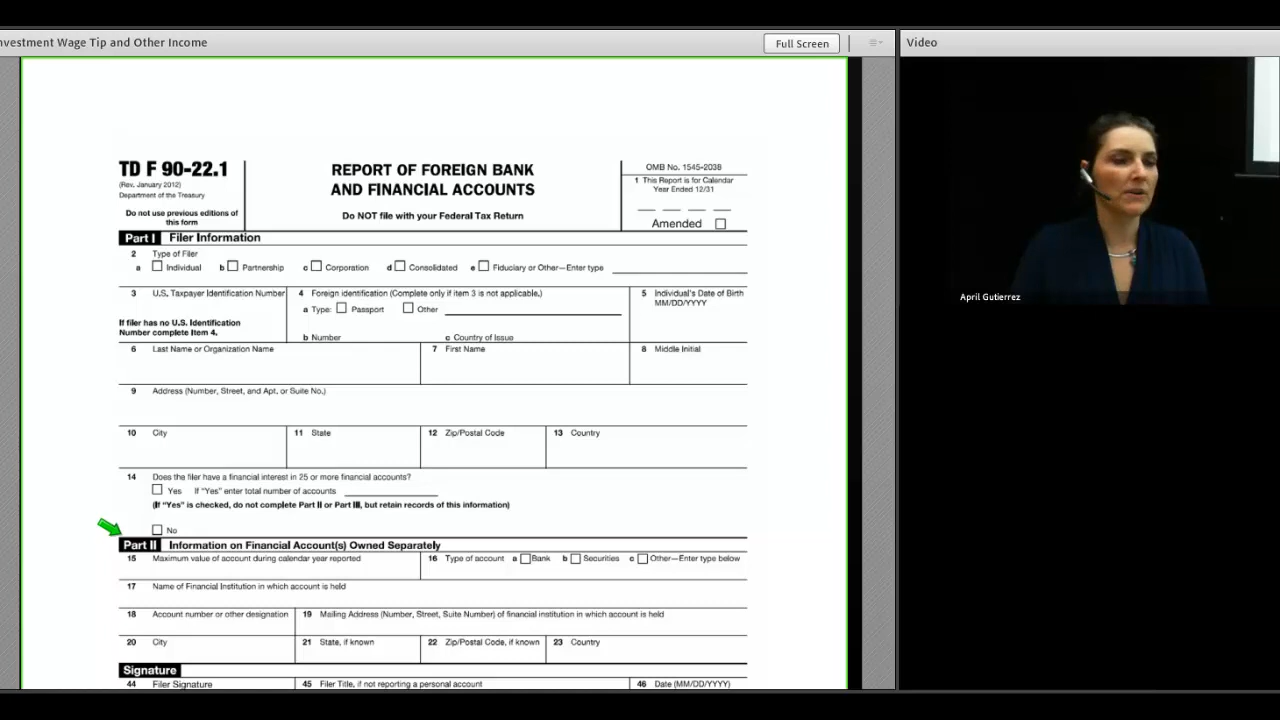 nvestment Wage Tip and Other Income
Full Screen
Video
TD F 90-22.1
(Rev. January 2012)
Department of the Treasury
Do not use previous editions of
this form
REPORT OF FOREIGN BANK
AND FINANCIAL ACCOUNTS
Do NOT file with your Federal Tax Return
OMB No. 1545-2038
1 This Report is for Calendar
Year Ended 12/31
Amended
Part I Filer Information
2 Type of Filer
a Individual b Partnership c Corporation d Consolidated e Fiduciary or Other—Enter type
3 U.S. Taxpayer Identification Number
If filer has no U.S. Identification
Number complete Item 4.
4 Foreign identification (Complete only if item 3 is not applicable.)
a Type: Passport Other
b Number c Country of Issue
5 Individual's Date of Birth
MM/DD/YYYY
6 Last Name or Organization Name 7 First Name 8 Middle Initial
9 Address (Number, Street, and Apt. or Suite No.)
10 City 11 State 12 Zip/Postal Code 13 Country
14 Does the filer have a financial interest in 25 or more financial accounts?
Yes If "Yes" enter total number of accounts
(If "Yes" is checked, do not complete Part II or Part III, but retain records of this information)
No
Part II Information on Financial Account(s) Owned Separately
15 Maximum value of account during calendar year reported 16 Type of account a Bank b Securities c Other—Enter type below
17 Name of Financial Institution in which account is held
18 Account number or other designation 19 Mailing Address (Number, Street, Suite Number) of financial institution in which account is held
20 City 21 State, if known 22 Zip/Postal Code, if known 23 Country
Signature
44 Filer Signature 45 Filer Title, if not reporting a personal account 46 Date (MM/DD/YYYY)
April Gutierrez